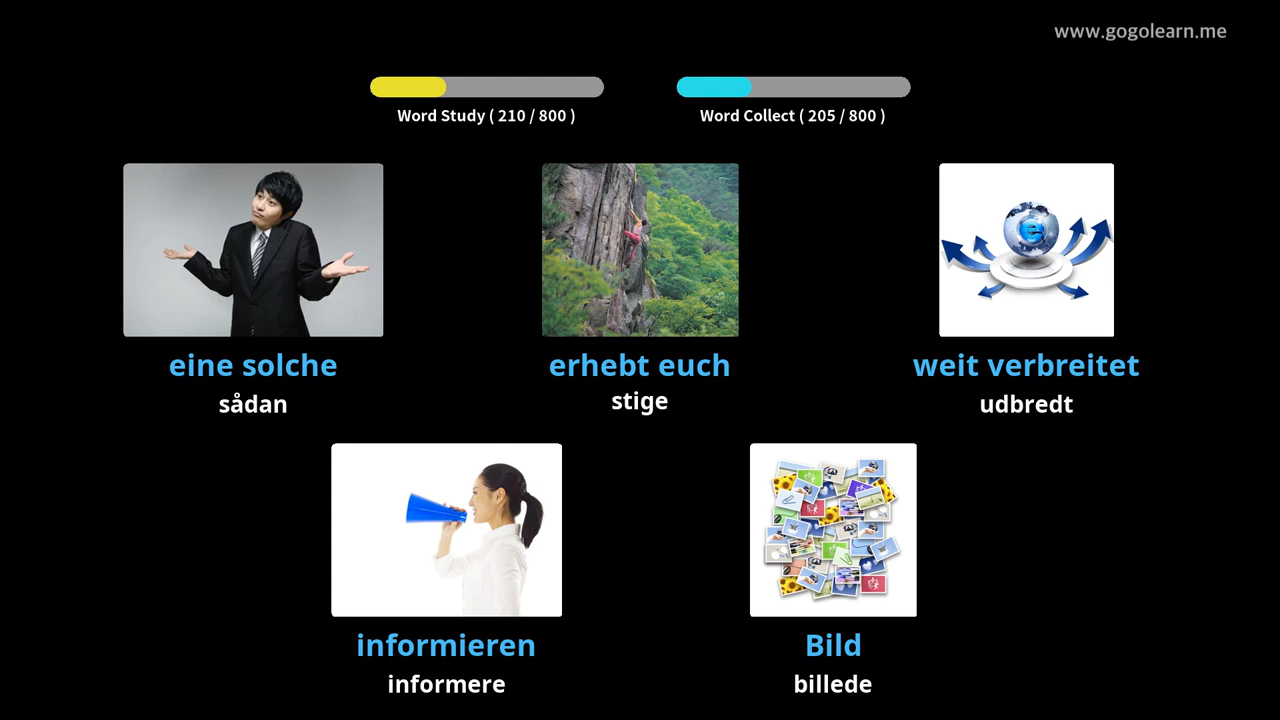 www.gogolearn.me
Word Study ( 210 / 800 )
Word Collect ( 205 / 800 )
eine solche
sådan
erhebt euch
stige
weit verbreitet
udbredt
informieren
informere
Bild
billede